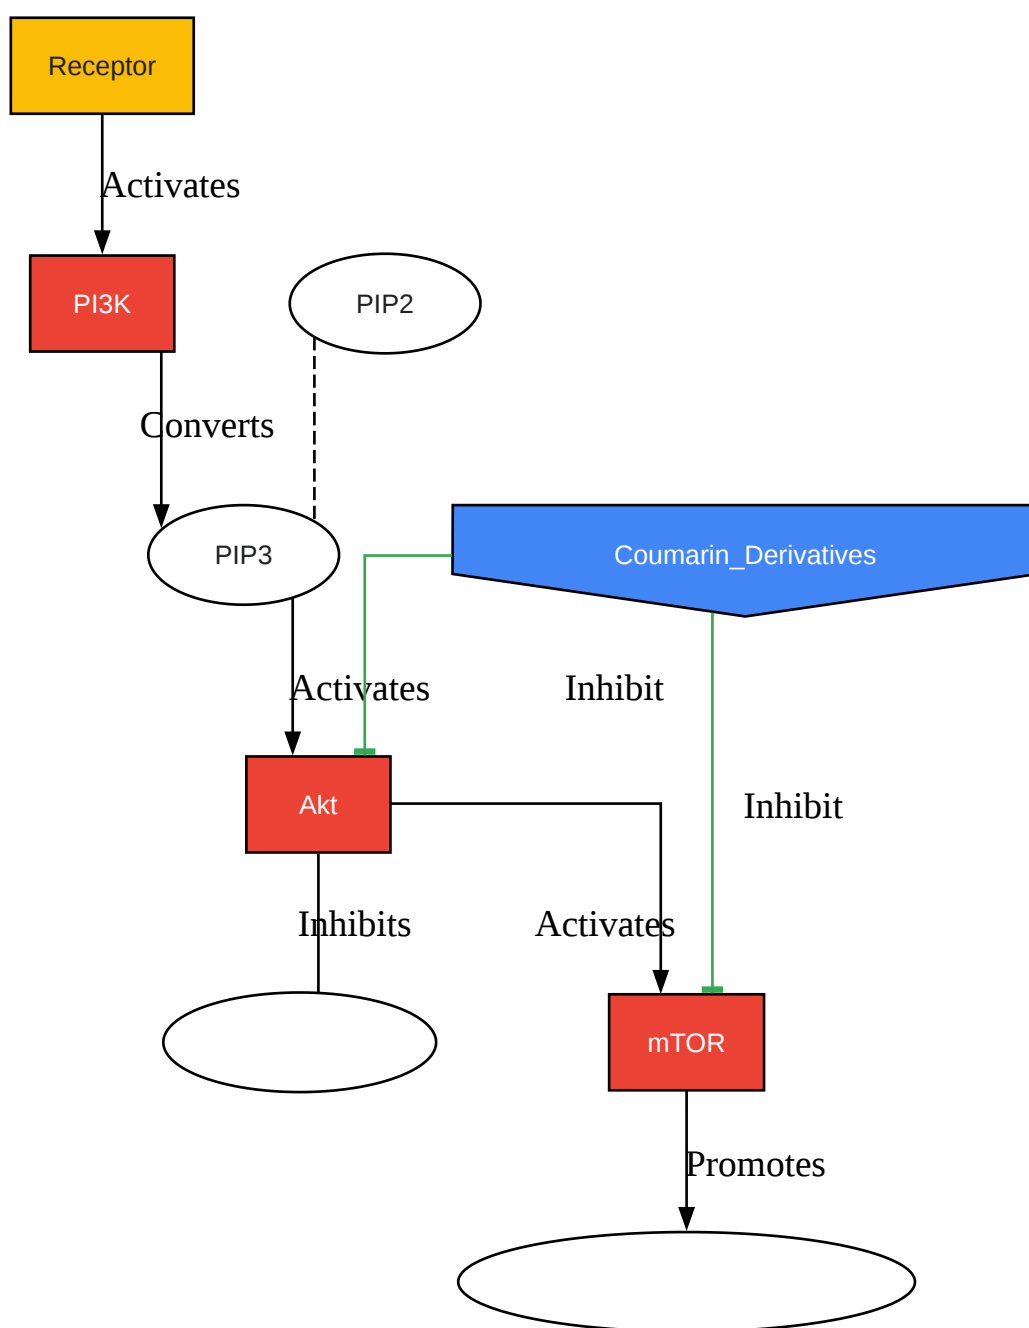 Receptor
Activates
PI3K
PIP2
Converts
PIP3
Coumarin_Derivatives
Activates
Inhibit
Akt
Inhibit
Inhibits
Activates
mTOR
Promotes